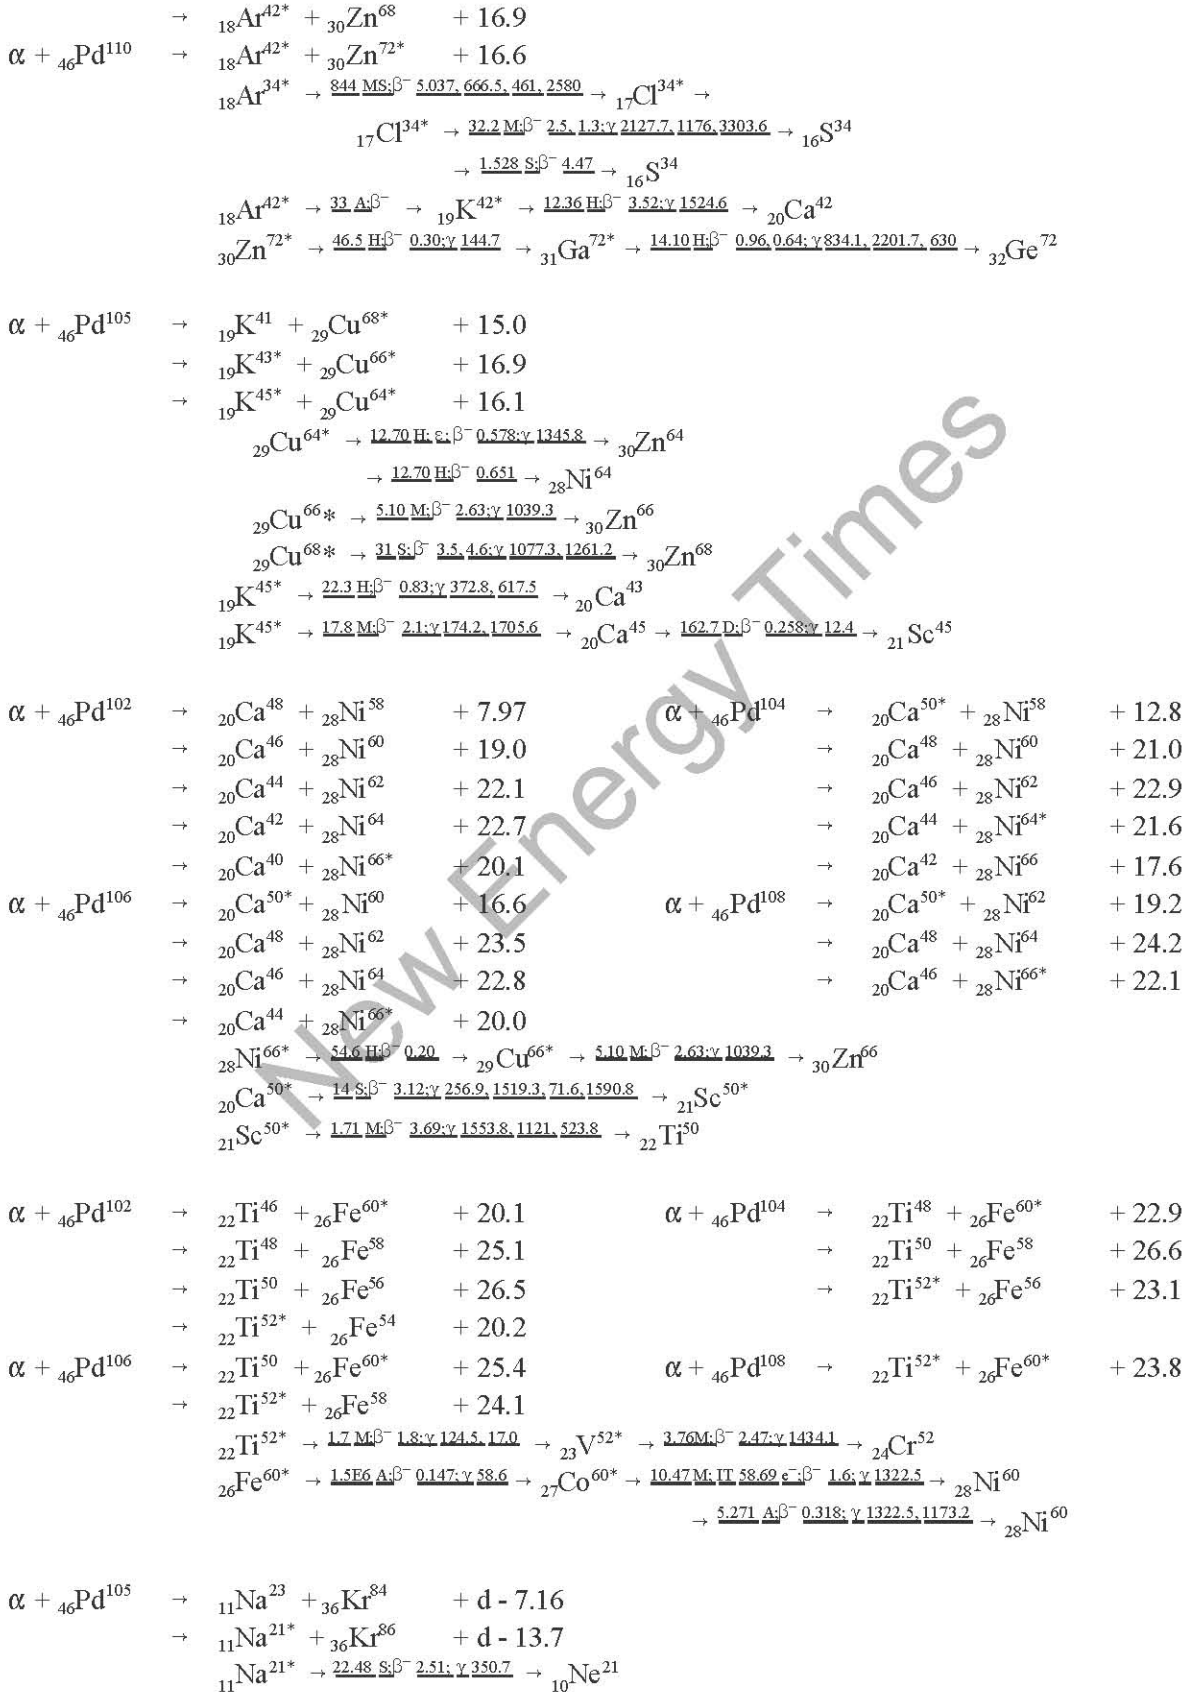 → ₁₈Ar⁴²* + ₃₀Zn⁶⁸ + 16.9
α + ₄₆Pd¹¹⁰ → ₁₈Ar⁴²* + ₃₀Zn⁷²* + 16.6
₁₈Ar³⁴* → 844 MS;β⁻ 5.037, 666.5, 461, 2580 → ₁₇Cl³⁴* →
₁₇Cl³⁴* → 32.2 M;β⁻ 2.5, 1.3;γ 2127.7, 1176, 3303.6 → ₁₆S³⁴
→ 1.528 S;β⁻ 4.47 → ₁₆S³⁴
₁₈Ar⁴²* → 33 A;β⁻ → ₁₉K⁴²* → 12.36 H;β⁻ 3.52;γ 1524.6 → ₂₀Ca⁴²
₃₀Zn⁷²* → 46.5 H;β⁻ 0.30;γ 144.7 → ₃₁Ga⁷²* → 14.10 H;β⁻ 0.96, 0.64; γ 834.1, 2201.7, 630 → ₃₂Ge⁷²
α + ₄₆Pd¹⁰⁵ → ₁₉K⁴¹ + ₂₉Cu⁶⁸* + 15.0
→ ₁₉K⁴³* + ₂₉Cu⁶⁶* + 16.9
→ ₁₉K⁴⁵* + ₂₉Cu⁶⁴* + 16.1
₂₉Cu⁶⁴* → 12.70 H; ε; β⁻ 0.578;γ 1345.8 → ₃₀Zn⁶⁴
→ 12.70 H;β⁻ 0.651 → ₂₈Ni⁶⁴
₂₉Cu⁶⁶* → 5.10 M;β⁻ 2.63;γ 1039.3 → ₃₀Zn⁶⁶
₂₉Cu⁶⁸* → 31 S;β⁻ 3.5, 4.6;γ 1077.3, 1261.2 → ₃₀Zn⁶⁸
₁₉K⁴⁵* → 22.3 H;β⁻ 0.83;γ 372.8, 617.5 → ₂₀Ca⁴³
₁₉K⁴⁵* → 17.8 M;β⁻ 2.1;γ 174.2, 1705.6 → ₂₀Ca⁴⁵ → 162.7 D;β⁻ 0.258;γ 12.4 → ₂₁Sc⁴⁵
α + ₄₆Pd¹⁰² → ₂₀Ca⁴⁸ + ₂₈Ni⁵⁸ + 7.97 α + ₄₆Pd¹⁰⁴ → ₂₀Ca⁵⁰* + ₂₈Ni⁵⁸ + 12.8
→ ₂₀Ca⁴⁶ + ₂₈Ni⁶⁰ + 19.0 → ₂₀Ca⁴⁸ + ₂₈Ni⁶⁰ + 21.0
→ ₂₀Ca⁴⁴ + ₂₈Ni⁶² + 22.1 → ₂₀Ca⁴⁶ + ₂₈Ni⁶² + 22.9
→ ₂₀Ca⁴² + ₂₈Ni⁶⁴ + 22.7 → ₂₀Ca⁴⁴ + ₂₈Ni⁶⁴* + 21.6
→ ₂₀Ca⁴⁰ + ₂₈Ni⁶⁶* + 20.1 → ₂₀Ca⁴² + ₂₈Ni⁶⁶ + 17.6
α + ₄₆Pd¹⁰⁶ → ₂₀Ca⁵⁰* + ₂₈Ni⁶⁰ + 16.6 α + ₄₆Pd¹⁰⁸ → ₂₀Ca⁵⁰* + ₂₈Ni⁶² + 19.2
→ ₂₀Ca⁴⁸ + ₂₈Ni⁶² + 23.5 → ₂₀Ca⁴⁸ + ₂₈Ni⁶⁴ + 24.2
→ ₂₀Ca⁴⁶ + ₂₈Ni⁶⁴ + 22.8 → ₂₀Ca⁴⁶ + ₂₈Ni⁶⁶* + 22.1
→ ₂₀Ca⁴⁴ + ₂₈Ni⁶⁶* + 20.0
₂₈Ni⁶⁶* → 54.6 H;β⁻ 0.20 → ₂₉Cu⁶⁶* → 5.10 M;β⁻ 2.63;γ 1039.3 → ₃₀Zn⁶⁶
₂₀Ca⁵⁰* → 14 S;β⁻ 3.12;γ 256.9, 1519.3, 71.6, 1590.8 → ₂₁Sc⁵⁰*
₂₁Sc⁵⁰* → 1.71 M;β⁻ 3.69;γ 1553.8, 1121, 523.8 → ₂₂Ti⁵⁰
α + ₄₆Pd¹⁰² → ₂₂Ti⁴⁶ + ₂₆Fe⁶⁰* + 20.1 α + ₄₆Pd¹⁰⁴ → ₂₂Ti⁴⁸ + ₂₆Fe⁶⁰* + 22.9
→ ₂₂Ti⁴⁸ + ₂₆Fe⁵⁸ + 25.1 → ₂₂Ti⁵⁰ + ₂₆Fe⁵⁸ + 26.6
→ ₂₂Ti⁵⁰ + ₂₆Fe⁵⁶ + 26.5 → ₂₂Ti⁵²* + ₂₆Fe⁵⁶ + 23.1
→ ₂₂Ti⁵²* + ₂₆Fe⁵⁴ + 20.2
α + ₄₆Pd¹⁰⁶ → ₂₂Ti⁵⁰ + ₂₆Fe⁶⁰* + 25.4 α + ₄₆Pd¹⁰⁸ → ₂₂Ti⁵²* + ₂₆Fe⁶⁰* + 23.8
→ ₂₂Ti⁵²* + ₂₆Fe⁵⁸ + 24.1
₂₂Ti⁵²* → 1.7 M;β⁻ 1.8;γ 124.5, 17.0 → ₂₃V⁵²* → 3.76M;β⁻ 2.47;γ 1434.1 → ₂₄Cr⁵²
₂₆Fe⁶⁰* → 1.5E6 A;β⁻ 0.147; γ 58.6 → ₂₇Co⁶⁰* → 10.47 M; IT 58.69 e⁻;β⁻ 1.6; γ 1322.5 → ₂₈Ni⁶⁰
→ 5.271 A;β⁻ 0.318; γ 1322.5, 1173.2 → ₂₈Ni⁶⁰
α + ₄₆Pd¹⁰⁵ → ₁₁Na²³ + ₃₆Kr⁸⁴ + d - 7.16
→ ₁₁Na²¹* + ₃₆Kr⁸⁶ + d - 13.7
₁₁Na²¹* → 22.48 S;β⁻ 2.51; γ 350.7 → ₁₀Ne²¹
New Energy Times